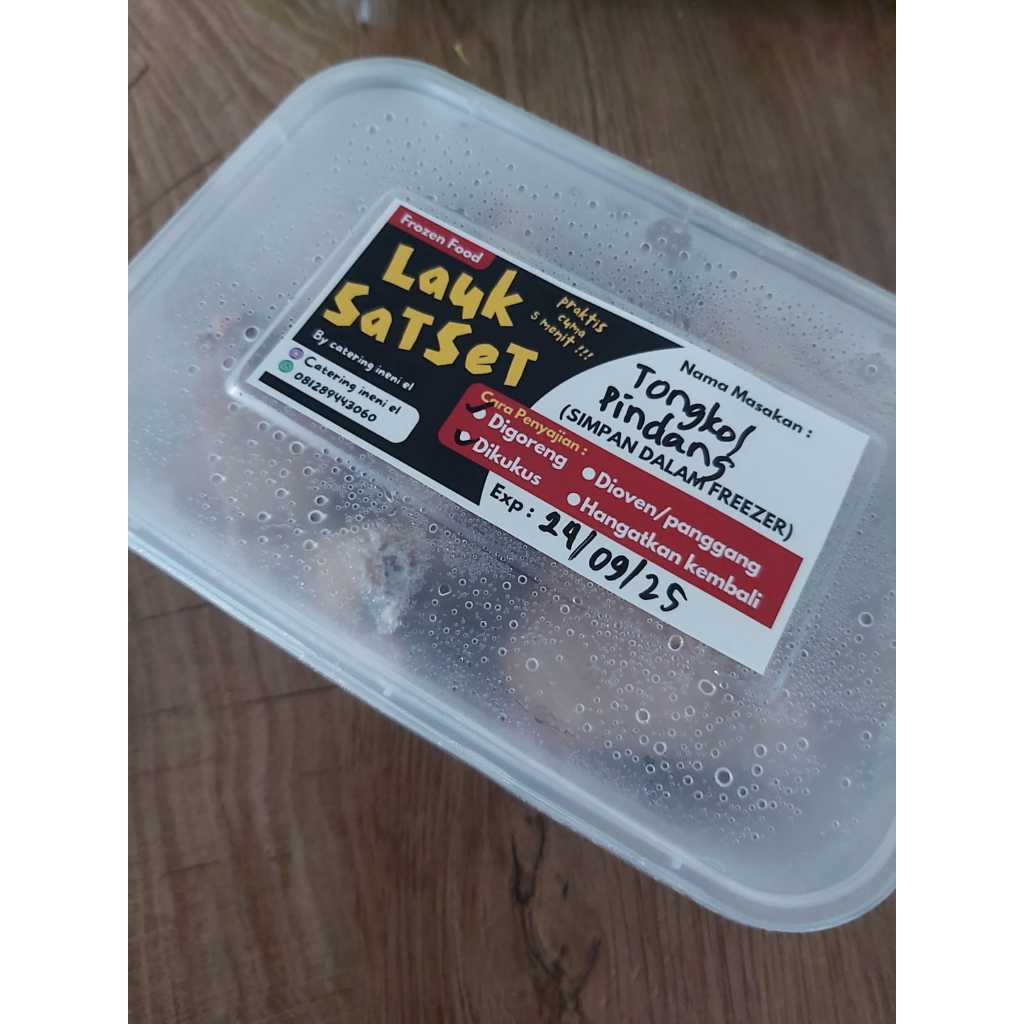 Frozen Food
Lauk
SaTSeT
praktis
cuma
5 menit !!!
By catering ineni el
Catering ineni el
081289443060
Nama Masakan :
Tongkol
Pindang
(SIMPAN DALAM FREEZER)
Cara Penyajian :
Digoreng
Dikukus
Dioven/panggang
Hangatkan kembali
Exp : 24/09/25